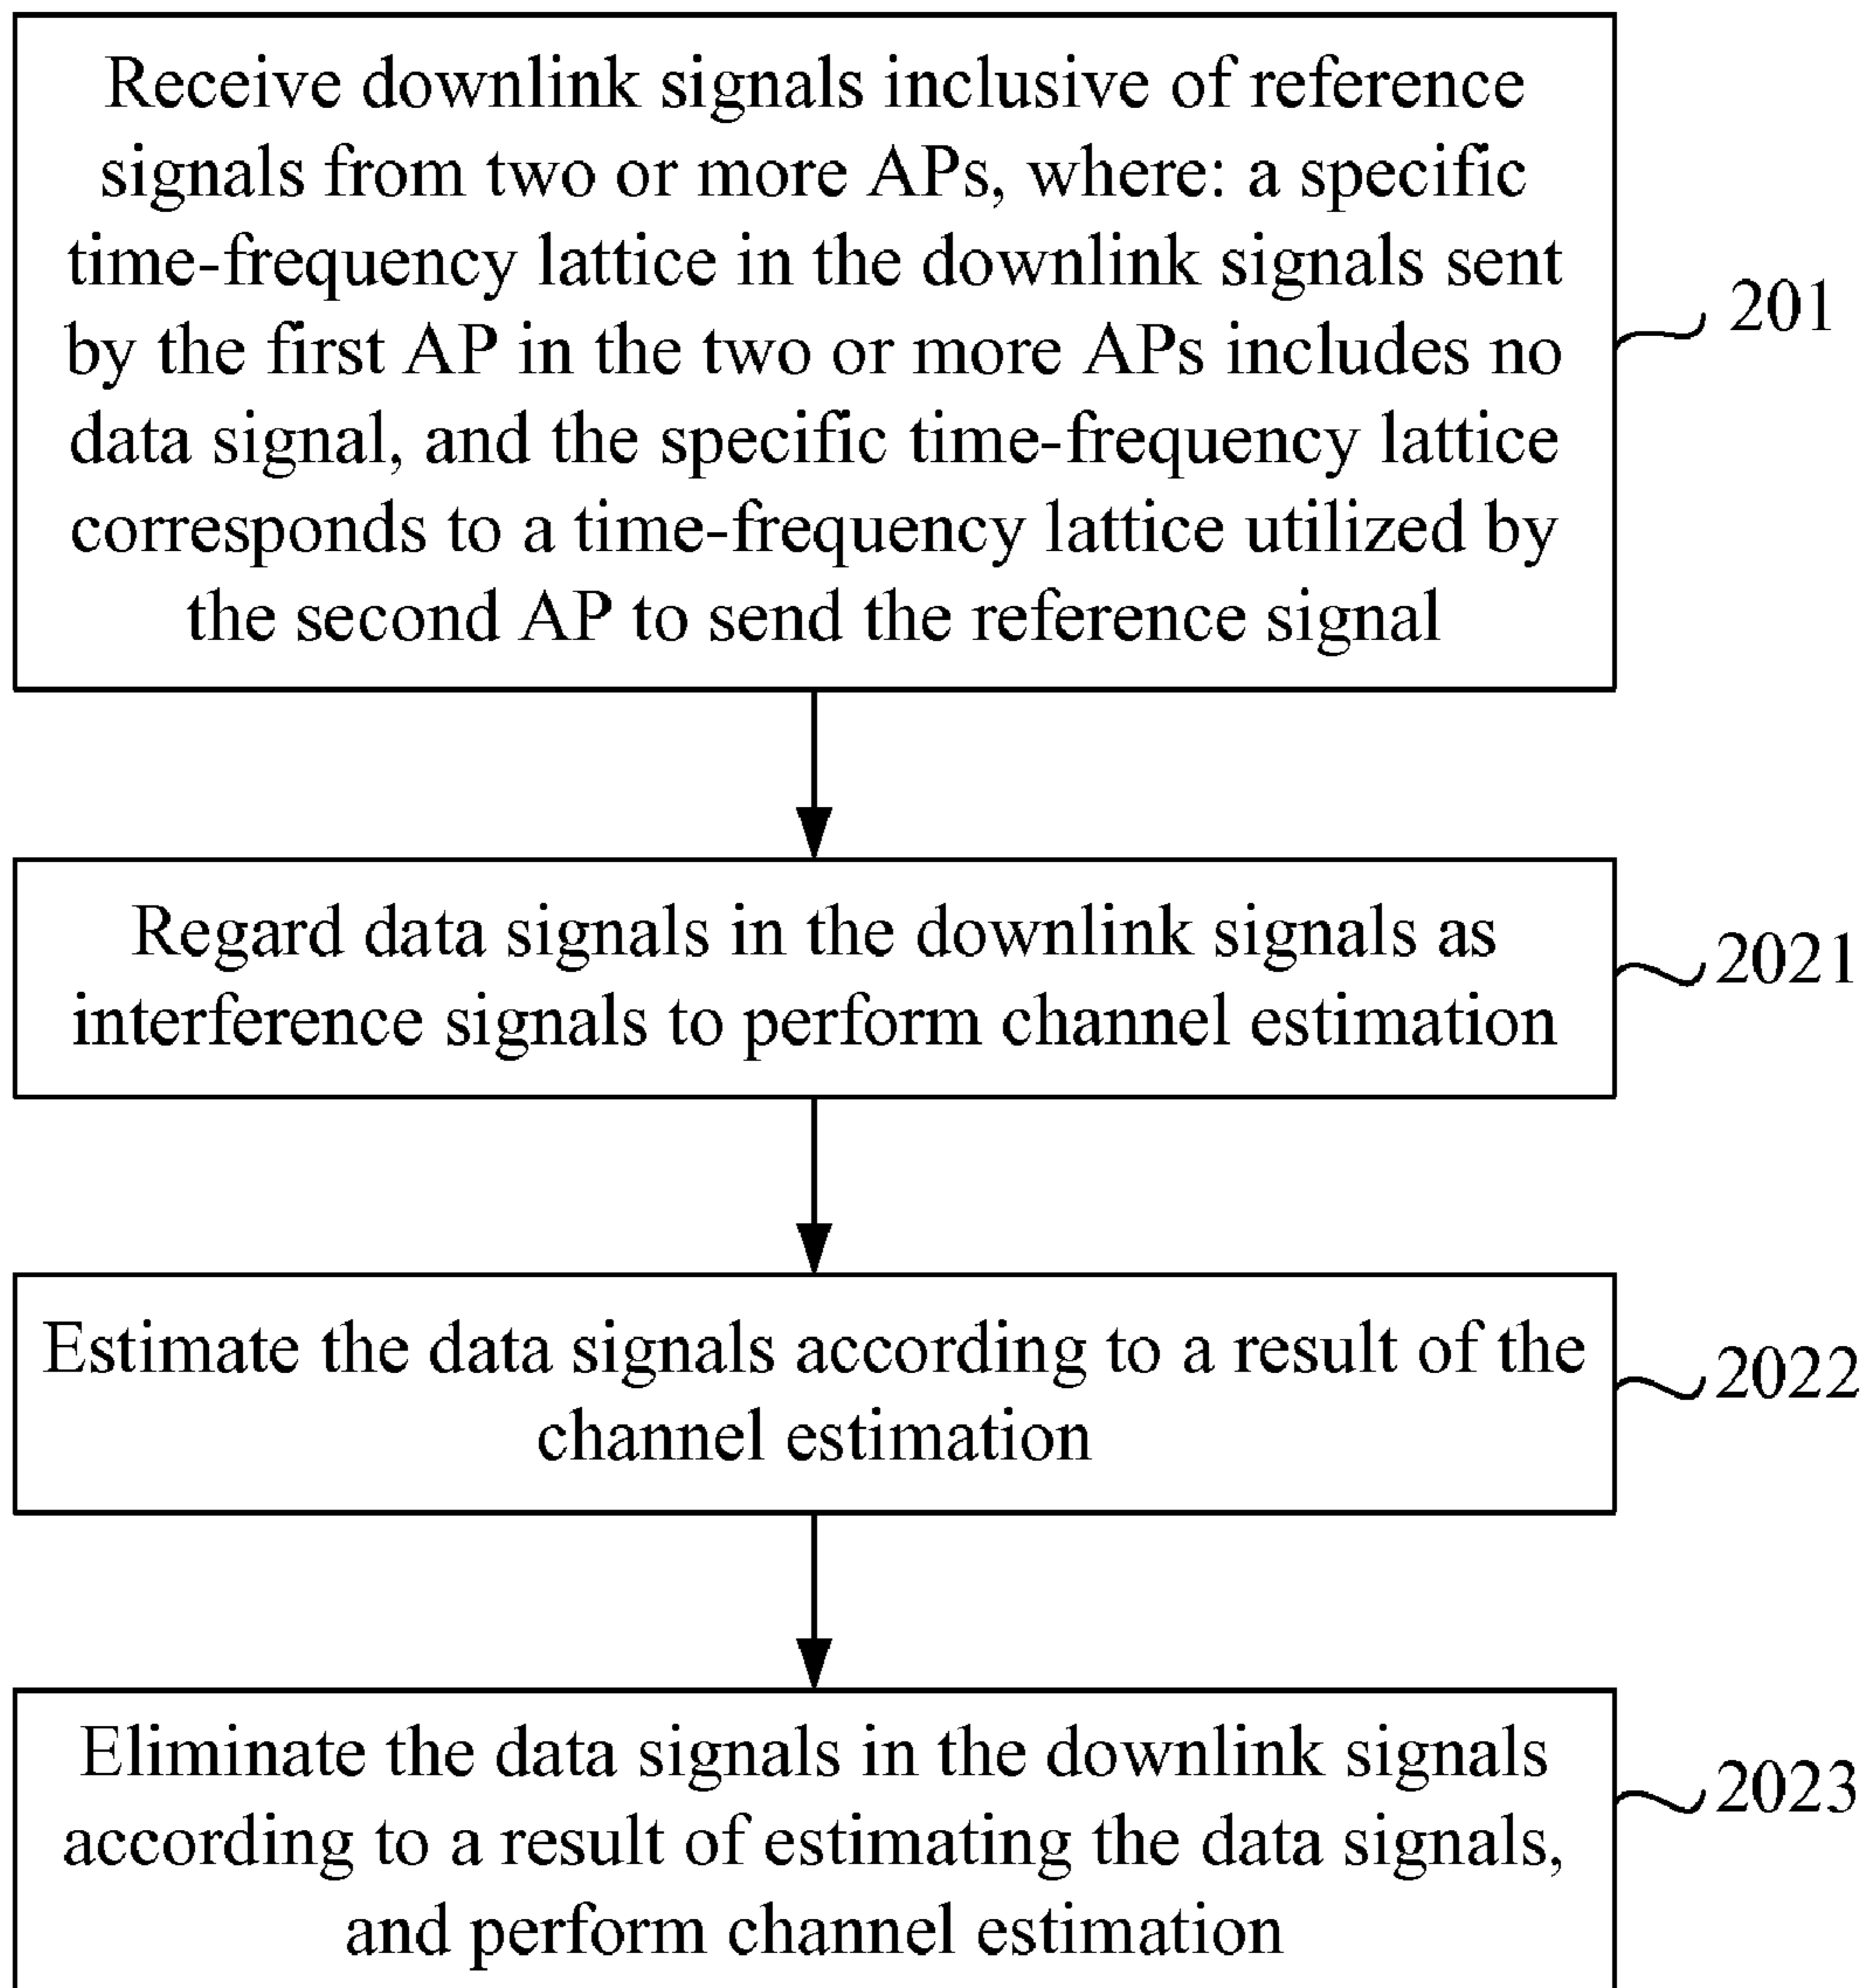 Receive downlink signals inclusive of reference
signals from two or more APs, where: a specific
time-frequency lattice in the downlink signals sent
by the first AP in the two or more APs includes no
data signal, and the specific time-frequency lattice
corresponds to a time-frequency lattice utilized by
the second AP to send the reference signal
201
Regard data signals in the downlink signals as
interference signals to perform channel estimation
2021
Estimate the data signals according to a result of the
channel estimation
2022
Eliminate the data signals in the downlink signals
according to a result of estimating the data signals,
and perform channel estimation
2023